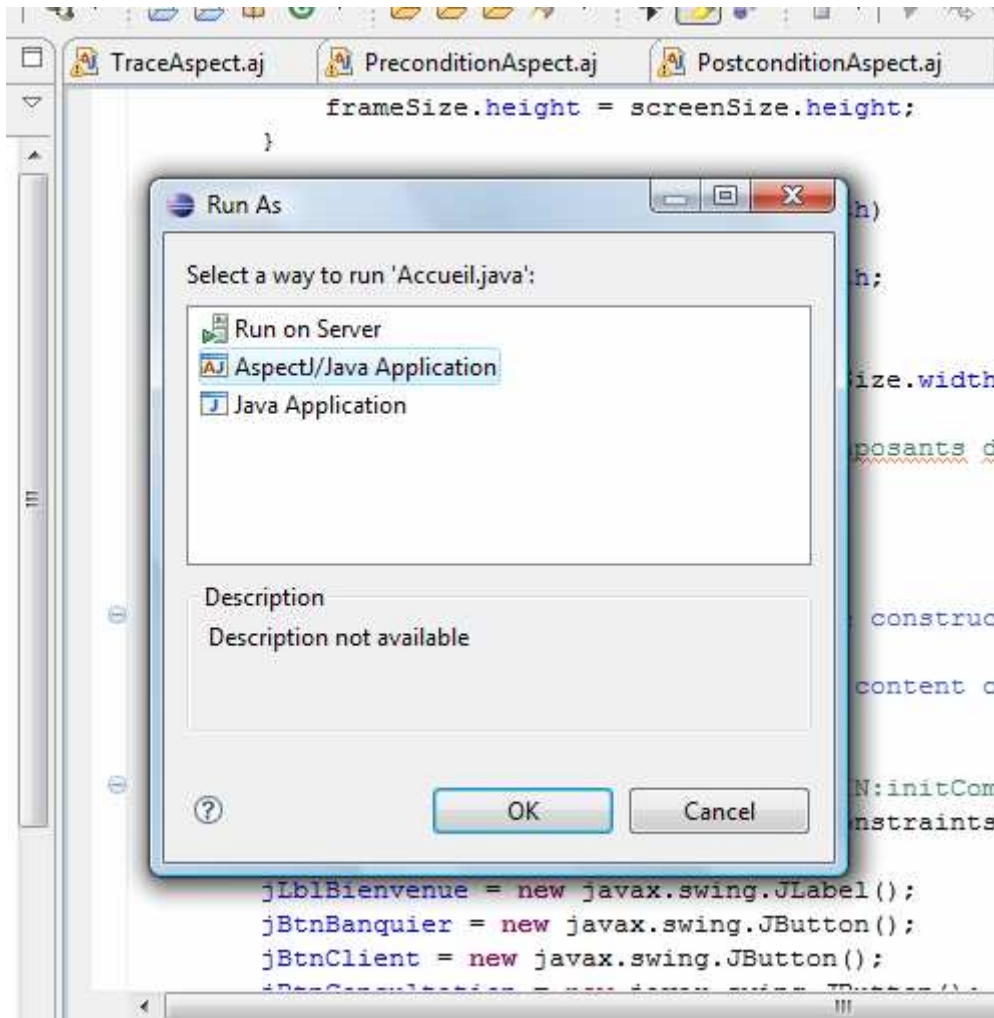 TraceAspect.aj PreconditionAspect.aj PostconditionAspect.aj
frameSize.height = screenSize.height;
}
Run As
h)
Select a way to run 'Accueil.java':
h;
Run on Server
AspectJ/Java Application
ize.width
Java Application
posants d
Description
construc
Description not available
content c
N:initCom
OK Cancel
nstraints
jLblBienvenue = new javax.swing.JLabel();
jBtnBanquier = new javax.swing.JButton();
jBtnClient = new javax.swing.JButton();